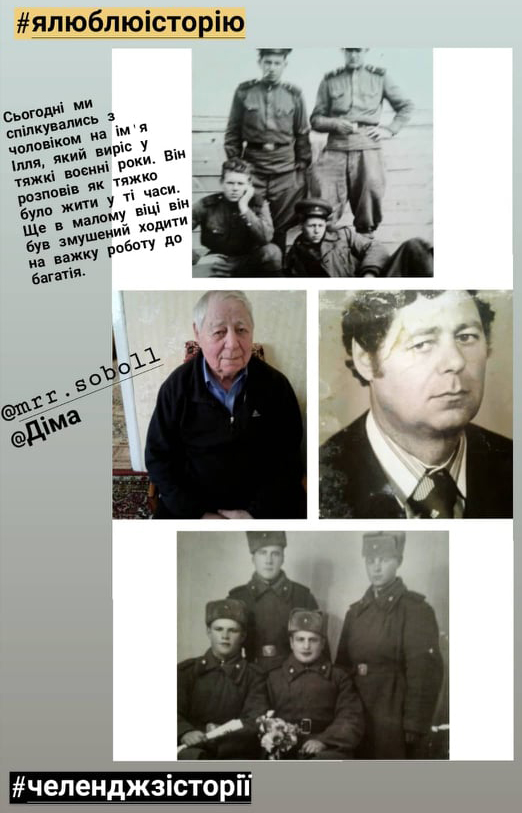 #ялюблюісторію
Сьогодні ми
спілкувались з
чоловіком на ім'я
Ілля, який виріс у
тяжкі воєнні роки. Він
розповів як тяжко
було жити у ті часи.
Ще в малому віці він
був змушений ходити
на важку роботу до
багатія.
@mrr.soboll
@Діма
#челенджзісторії